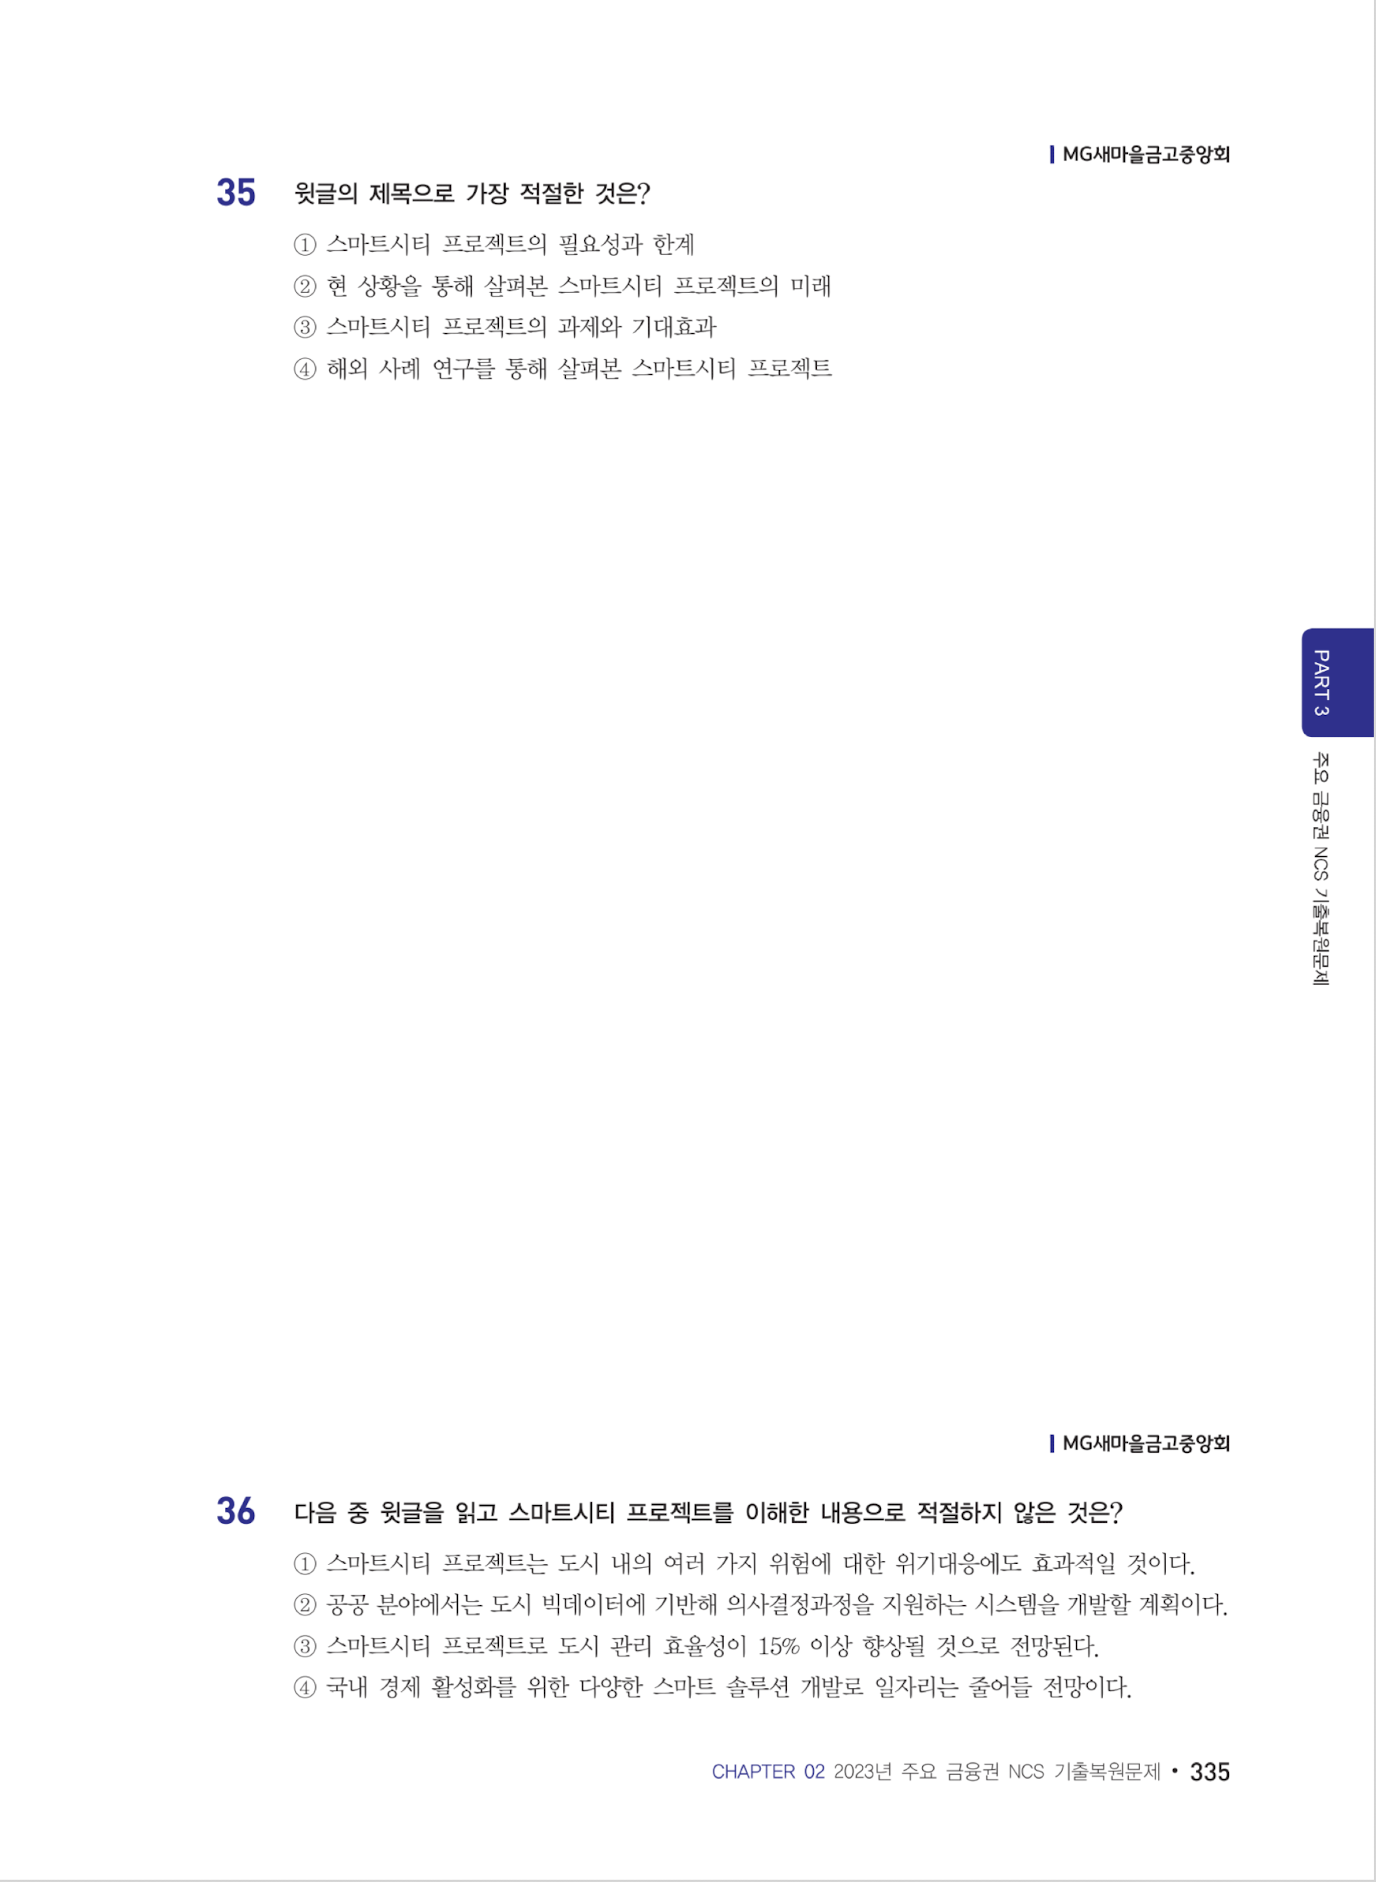 MG새마을금고중앙회
35 윗글의 제목으로 가장 적절한 것은?
① 스마트시티 프로젝트의 필요성과 한계
② 현 상황을 통해 살펴본 스마트시티 프로젝트의 미래
③ 스마트시티 프로젝트의 과제와 기대효과
④ 해외 사례 연구를 통해 살펴본 스마트시티 프로젝트
PART 3
주요 금융권 NCS 기출복원문제
MG새마을금고중앙회
36 다음 중 윗글을 읽고 스마트시티 프로젝트를 이해한 내용으로 적절하지 않은 것은?
① 스마트시티 프로젝트는 도시 내의 여러 가지 위험에 대한 위기대응에도 효과적일 것이다.
② 공공 분야에서는 도시 빅데이터에 기반해 의사결정과정을 지원하는 시스템을 개발할 계획이다.
③ 스마트시티 프로젝트로 도시 관리 효율성이 15% 이상 향상될 것으로 전망된다.
④ 국내 경제 활성화를 위한 다양한 스마트 솔루션 개발로 일자리는 줄어들 전망이다.
CHAPTER 02 2023년 주요 금융권 NCS 기출복원문제 • 335